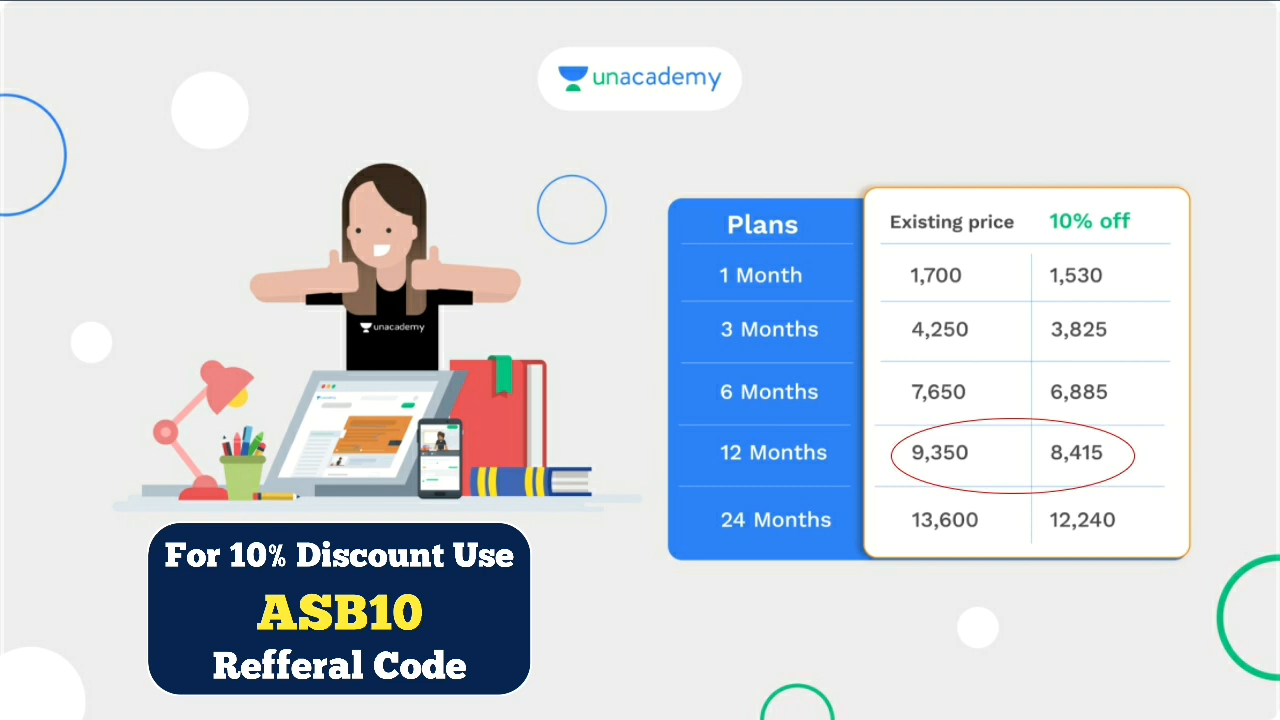 unacademy
Plans Existing price 10% off
1 Month 1,700 1,530
3 Months 4,250 3,825
6 Months 7,650 6,885
12 Months 9,350 8,415
24 Months 13,600 12,240
unacademy
For 10% Discount Use
ASB10
Refferal Code